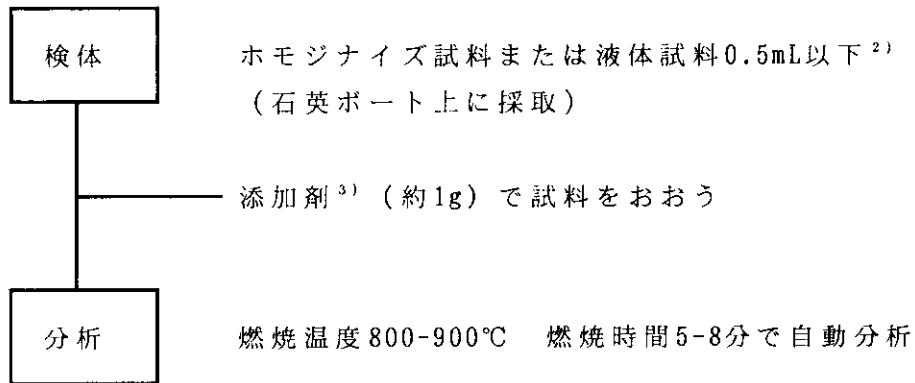 検体
ホモジナイズ試料または液体試料0.5mL以下2)
(石英ボート上に採取)
添加剤3) (約1g) で試料をおおう
分析
燃焼温度800-900℃ 燃焼時間5-8分で自動分析